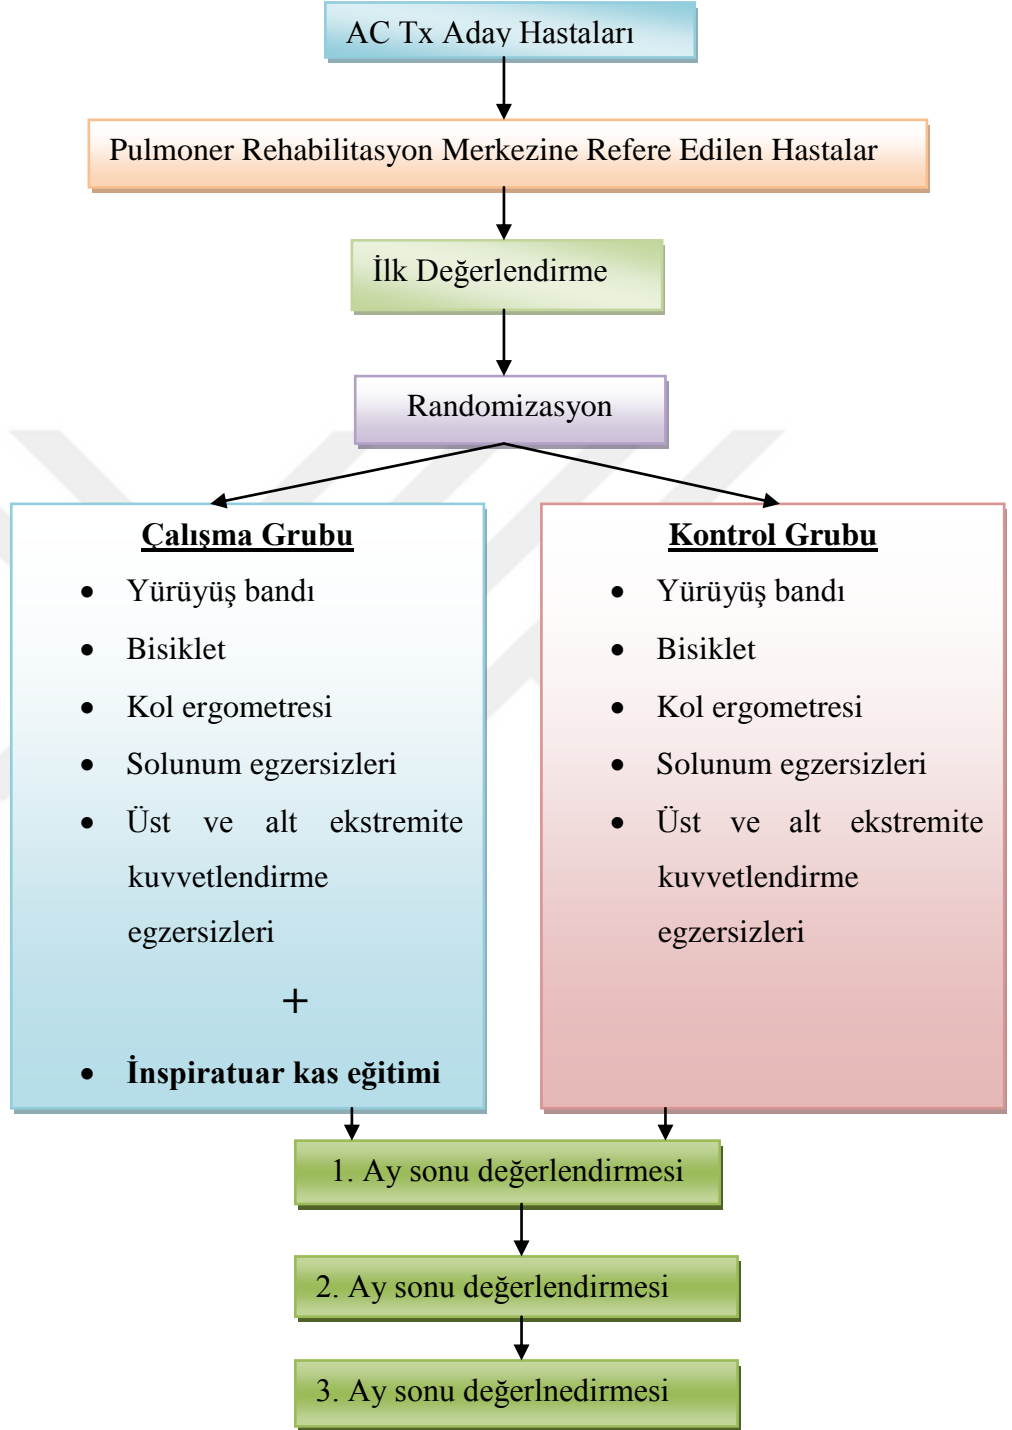 AC Tx Aday Hastaları
Pulmoner Rehabilitasyon Merkezine Refere Edilen Hastalar
İlk Değerlendirme
Randomizasyon
Çalışma Grubu
• Yürüyüş bandı
• Bisiklet
• Kol ergometresi
• Solunum egzersizleri
• Üst ve alt ekstremite
kuvvetlendirme
egzersizleri
+
• İnspiratuar kas eğitimi
Kontrol Grubu
• Yürüyüş bandı
• Bisiklet
• Kol ergometresi
• Solunum egzersizleri
• Üst ve alt ekstremite
kuvvetlendirme
egzersizleri
1. Ay sonu değerlendirmesi
2. Ay sonu değerlendirmesi
3. Ay sonu değerlnedirmesi